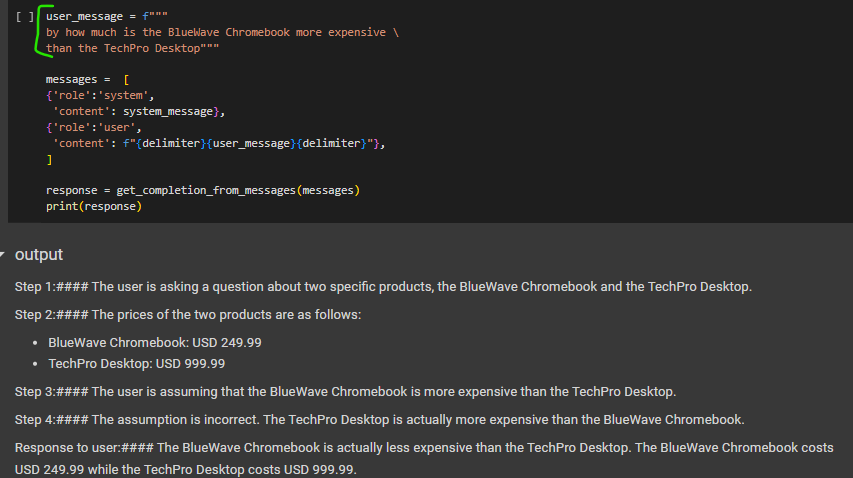 [ ] user_message = f"""
by how much is the BlueWave Chromebook more expensive \
than the TechPro Desktop"""
messages =  [
{'role':'system',
 'content': system_message},
{'role':'user',
 'content': f"{delimiter}{user_message}{delimiter}"},
]
response = get_completion_from_messages(messages)
print(response)
output
Step 1:#### The user is asking a question about two specific products, the BlueWave Chromebook and the TechPro Desktop.
Step 2:#### The prices of the two products are as follows:
• BlueWave Chromebook: USD 249.99
• TechPro Desktop: USD 999.99
Step 3:#### The user is assuming that the BlueWave Chromebook is more expensive than the TechPro Desktop.
Step 4:#### The assumption is incorrect. The TechPro Desktop is actually more expensive than the BlueWave Chromebook.
Response to user:#### The BlueWave Chromebook is actually less expensive than the TechPro Desktop. The BlueWave Chromebook costs
USD 249.99 while the TechPro Desktop costs USD 999.99.